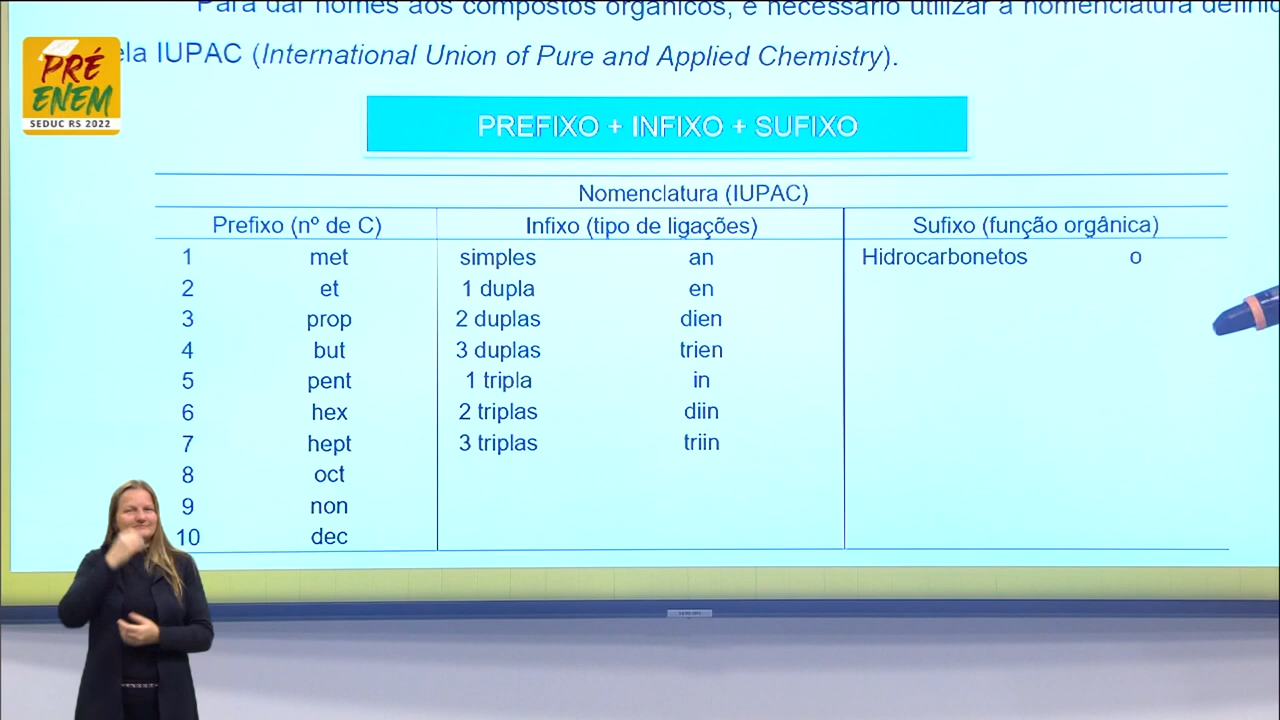 Para dar nomes aos compostos orgânicos, é necessário utilizar a nomenclatura
ela IUPAC (International Union of Pure and Applied Chemistry).
PRÉ
ENEM
SEDUC RS 2022
PREFIXO + INFIXO + SUFIXO
Nomenclatura (IUPAC)
Prefixo (nº de C) Infixo (tipo de ligações) Sufixo (função orgânica)
1 met simples an Hidrocarbonetos o
2 et 1 dupla en
3 prop 2 duplas dien
4 but 3 duplas trien
5 pent 1 tripla in
6 hex 2 triplas diin
7 hept 3 triplas triin
8 oct
9 non
10 dec